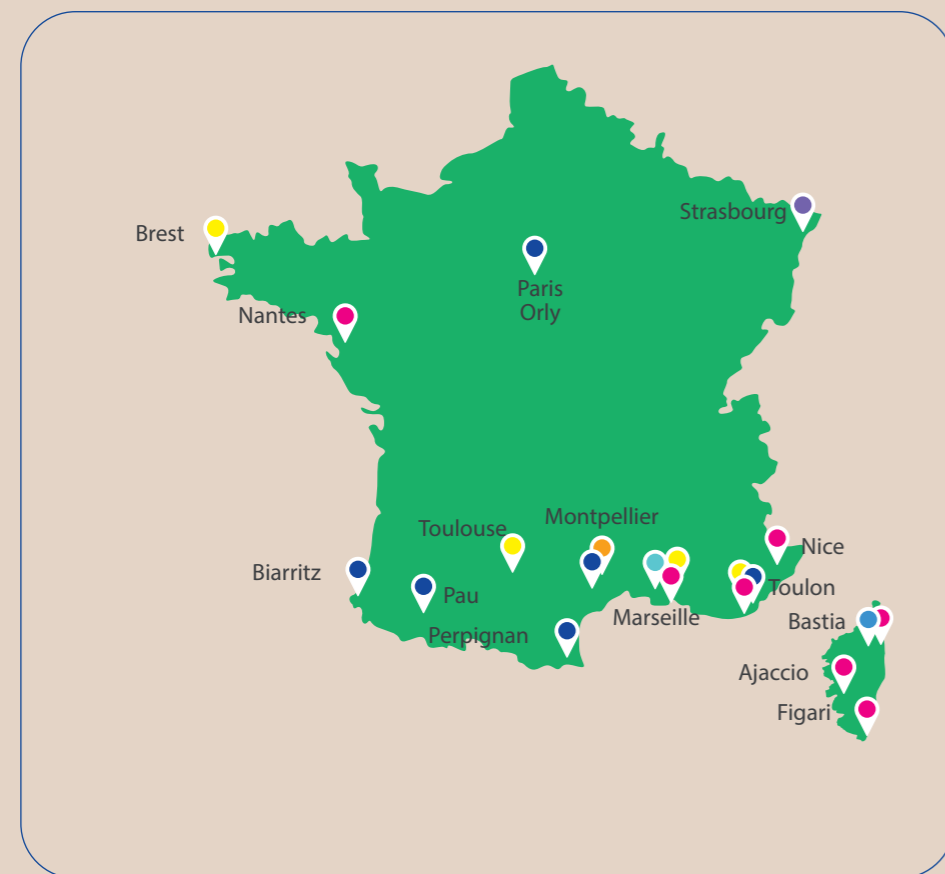 Strasbourg
Brest
Paris
Orly
Nantes
Montpellier
Toulouse
Nice
Biarritz
Toulon
Pau
Marseille
Bastia
Perpignan
Ajaccio
Figari